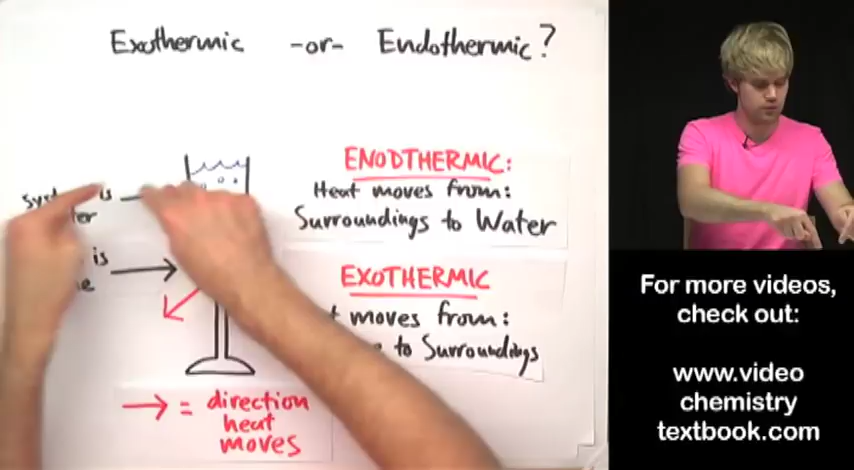 Exothermic -or- Endothermic?
ENODTHERMIC:
Heat moves from:
Surroundings to Water
is
is
EXOTHERMIC
moves from:
to Surroundings
→ = direction
heat
moves
For more videos,
check out:
www.video
chemistry
textbook.com